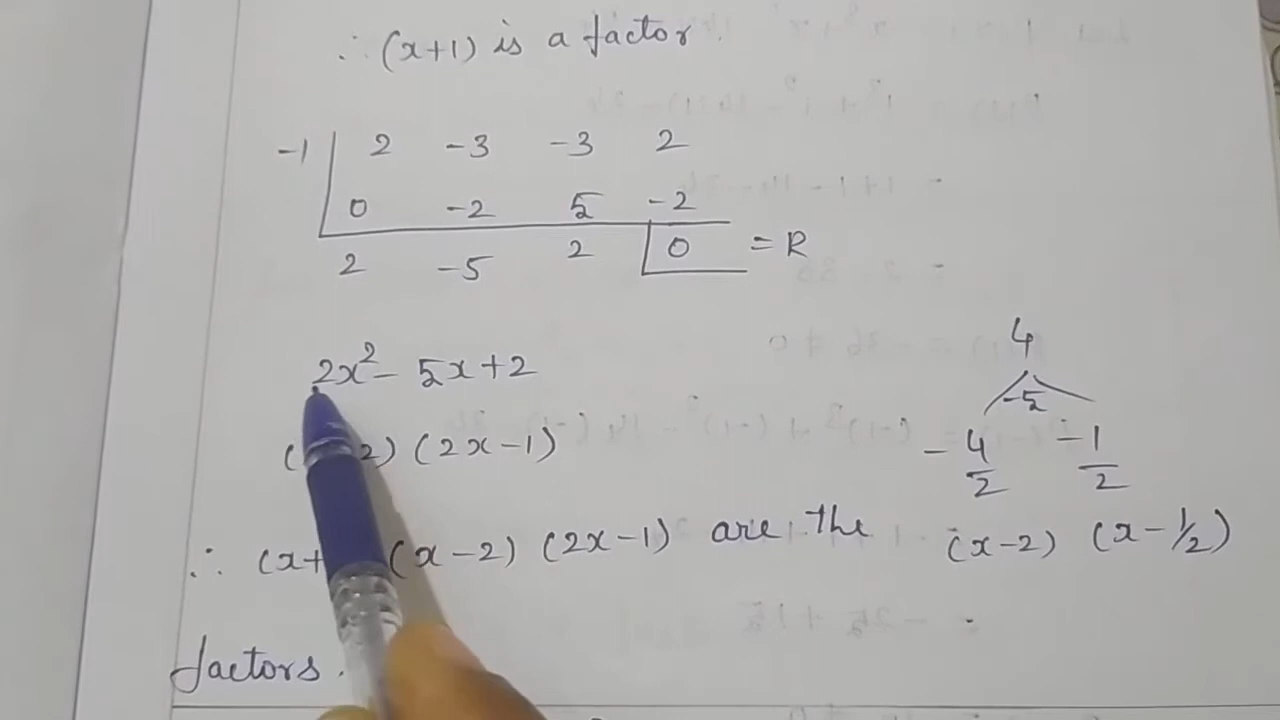 ∴ (x+1) is a factor.
-1 | 2 -3 -3 2
0 -2 5 -2
2 -5 2 | 0 = R
2x² - 5x + 2
4
-5
2) (2x-1)
-4/2 -1/2
∴ (x+ (x-2) (2x-1) are the
(x-2) (x-1/2)
factors.